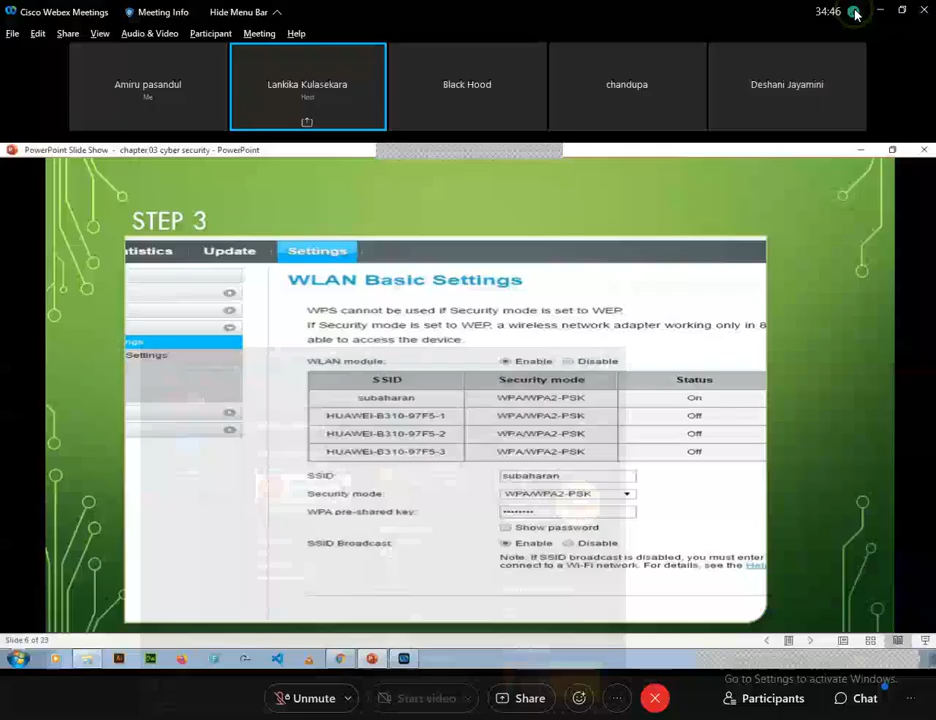 Cisco Webex Meetings Meeting Info Hide Menu Bar 34:46
File Edit Share View Audio & Video Participant Meeting Help
Amiru pasandul
Me
Lankika Kulasekara
Host
Black Hood
chandupa
Deshani Jayamini
PowerPoint Slide Show - chapter.03 cyber security - PowerPoint
STEP 3
tistics Update Settings
WLAN Basic Settings
WPS cannot be used if Security mode is set to WEP.
If Security mode is set to WEP, a wireless network adapter working only in 8
able to access the device.
ngs
Settings
WLAN module: Enable Disable
SSID Security mode Status
subaharan WPA/WPA2-PSK On
HUAWEI-B310-97F5-1 WPA/WPA2-PSK Off
HUAWEI-B310-97F5-2 WPA/WPA2-PSK Off
HUAWEI-B310-97F5-3 WPA/WPA2-PSK Off
SSID subaharan
Security mode: WPA/WPA2-PSK
WPA pre-shared key: ••••••••
Show password
SSID Broadcast: Enable Disable
Note: If SSID broadcast is disabled, you must enter
connect to a Wi-Fi network. For details, see the Help
Slide 6 of 23
Go to Settings to activate Windows.
Unmute Start video Share Participants Chat